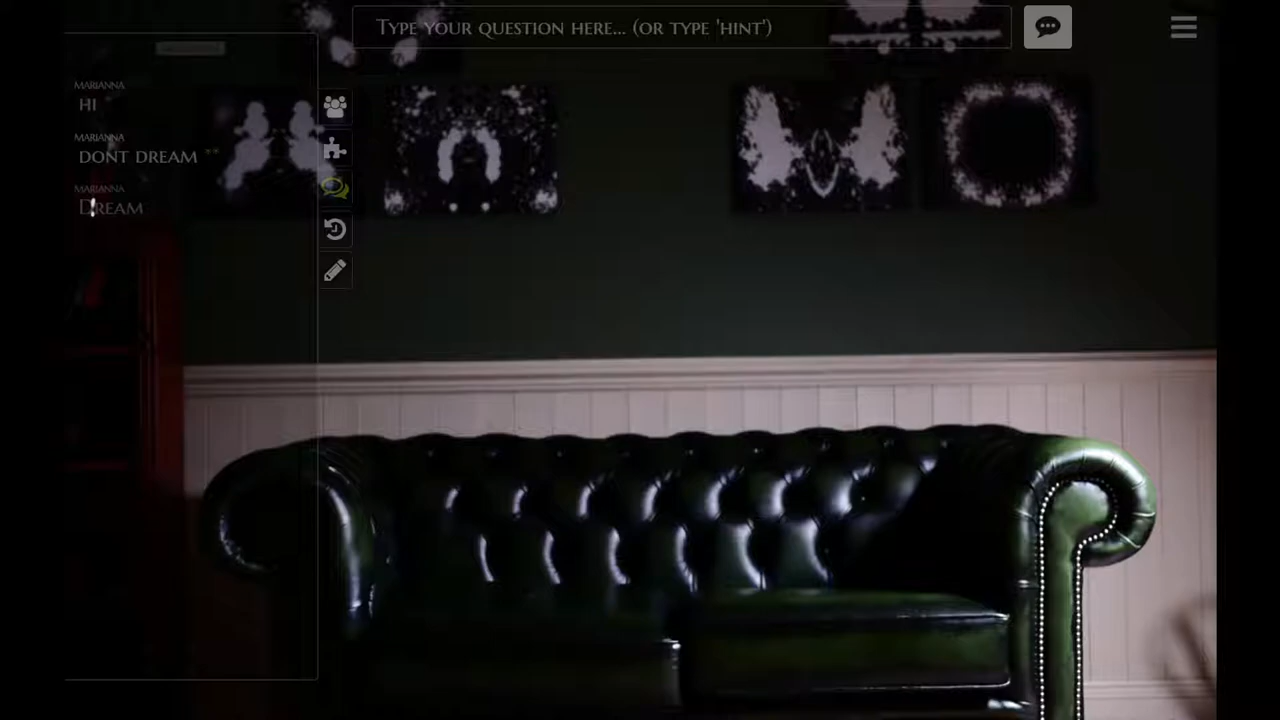 Type your question here... (or type 'hint')
Marianna
Hi
Marianna
dont dream
Marianna
Dream